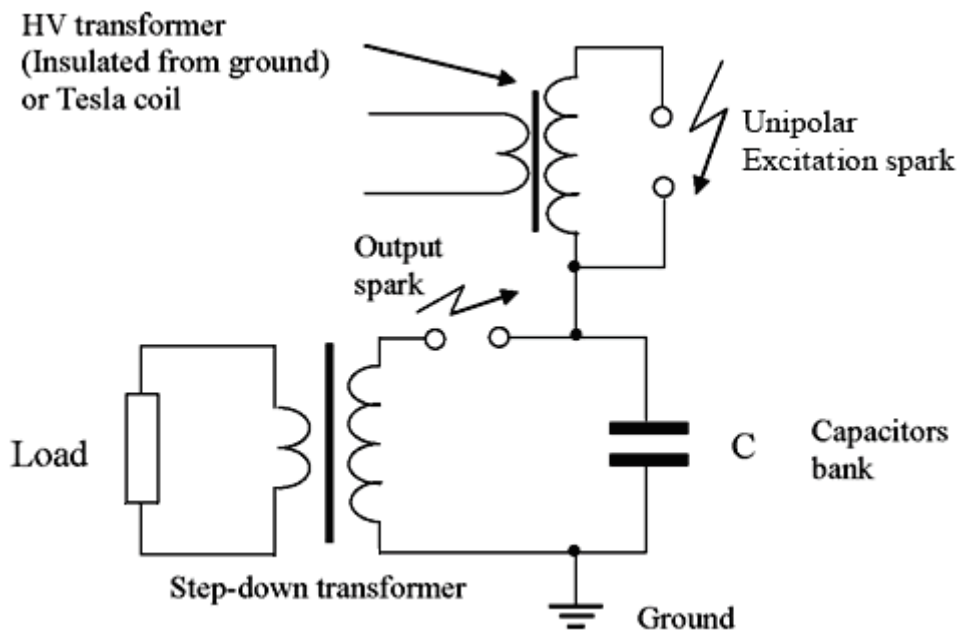 HV transformer
(Insulated from ground)
or Tesla coil
Unipolar
Excitation spark
Output
spark
Load
C
Capacitors
bank
Step-down transformer
Ground